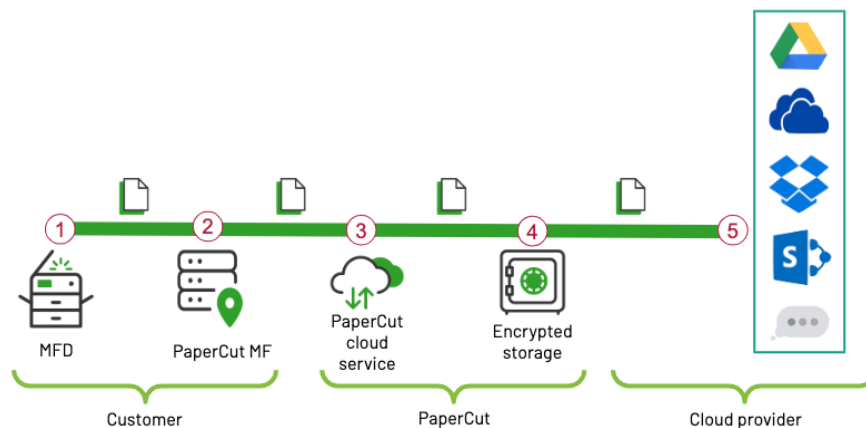 1
2
3
4
5
S
MFD
PaperCut MF
PaperCut
cloud
service
Encrypted
storage
Customer
PaperCut
Cloud provider